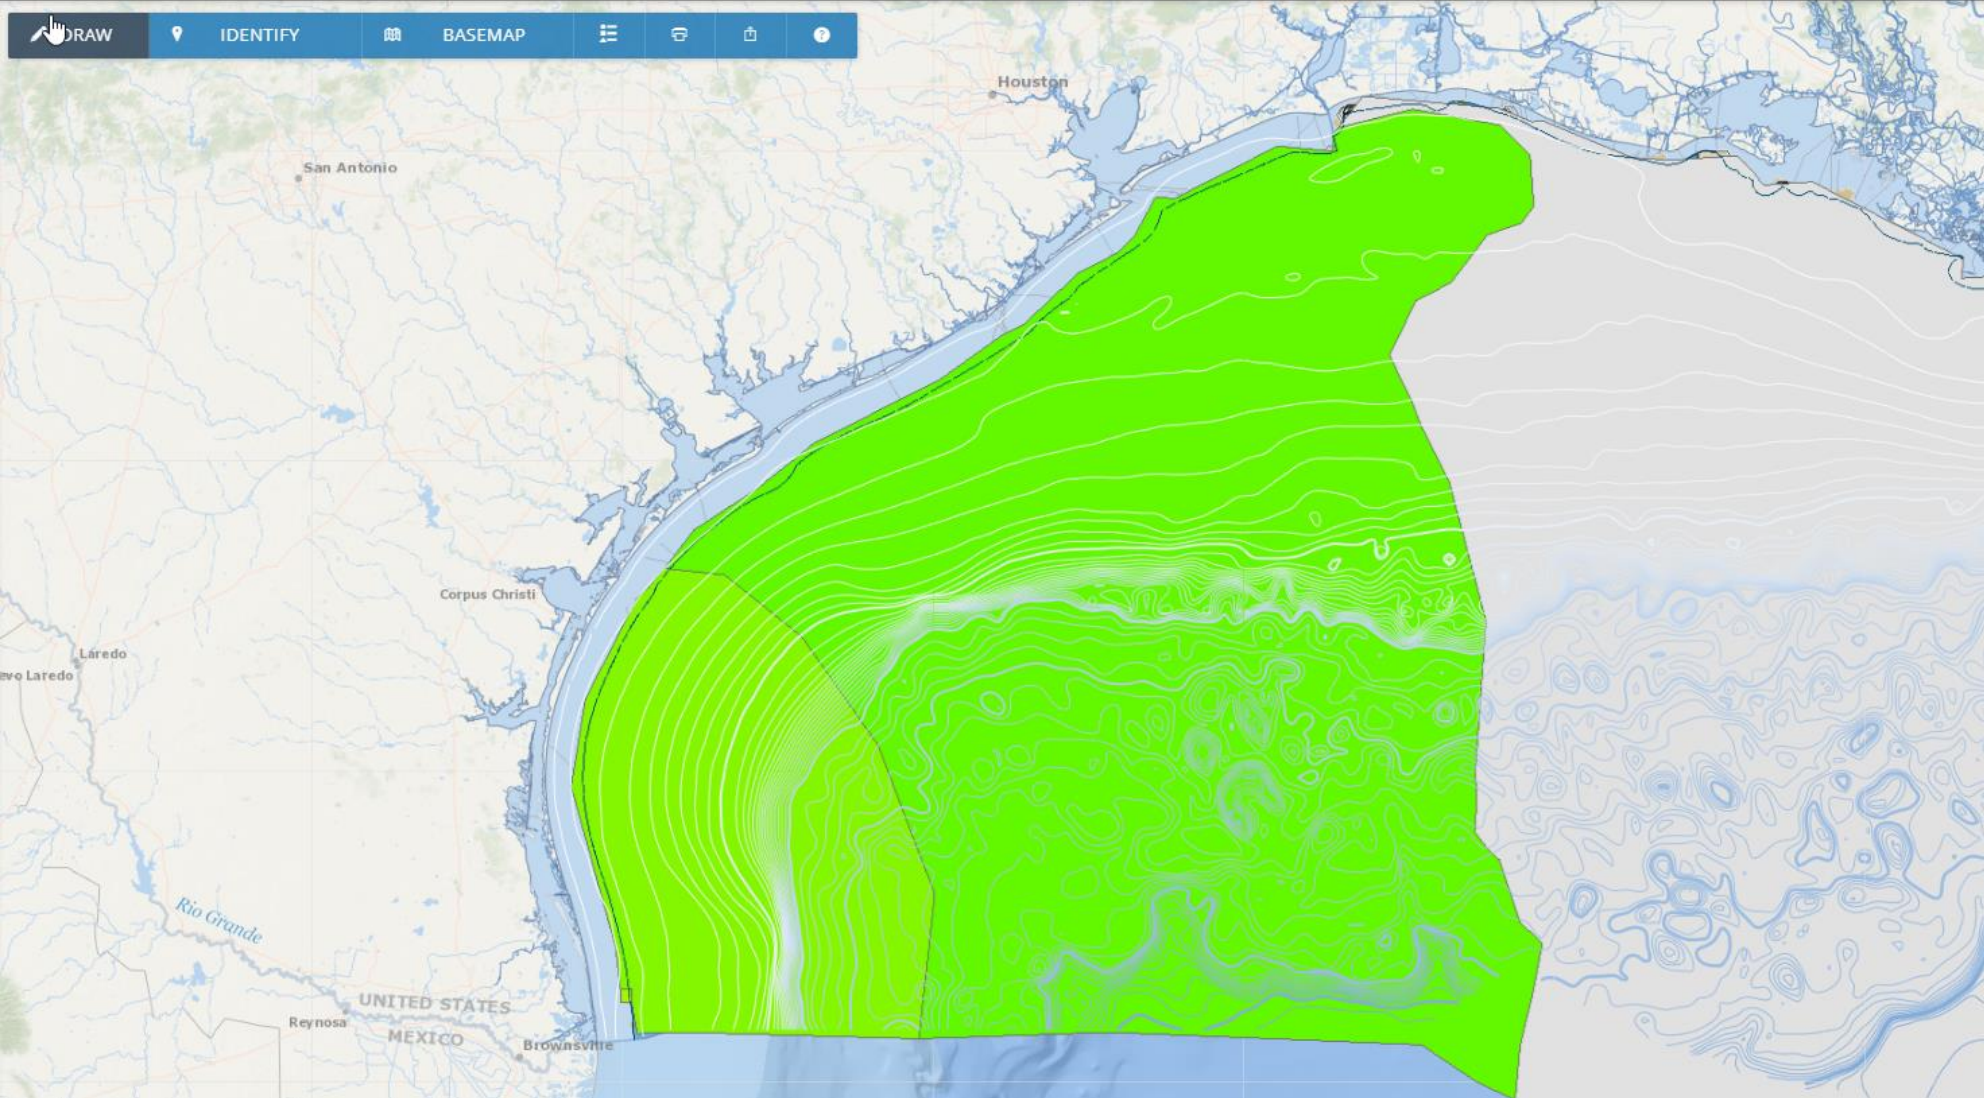 DRAW IDENTIFY BASEMAP ?
Houston
San Antonio
Corpus Christi
Laredo
evo Laredo
Rio Grande
UNITED STATES
Reynosa
MEXICO
Brownsville